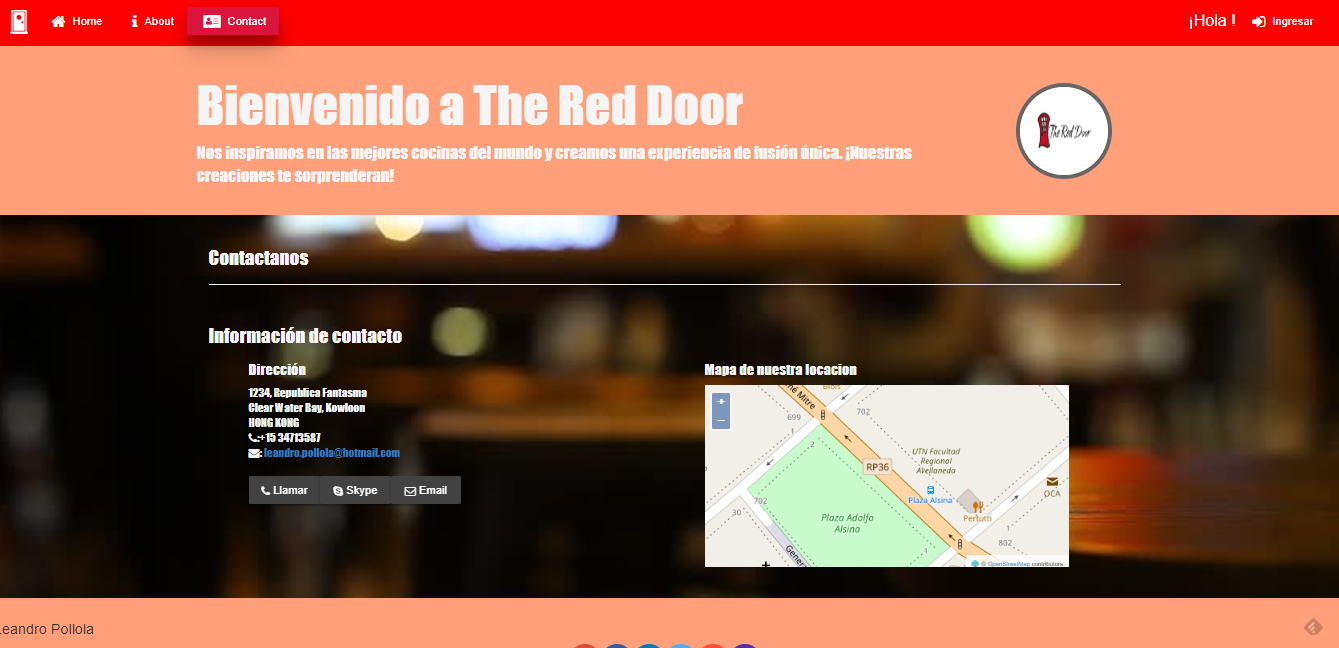 Home
About
Contact
¡Hola !
Ingresar
Bienvenido a The Red Door
Nos inspiramos en las mejores cocinas del mundo y creamos una experiencia de fusión única. ¡Nuestras
creaciones te sorprenderan!
The Red Door
Contactanos
Información de contacto
Dirección
1234, Republica Fantasma
Clear Water Bay, Kowloon
HONG KONG
:+15 34713587
: leandro.pollola@hotmail.com
Llamar
Skype
Email
Mapa de nuestra locacion
+
−
Mitre
699
702
1
2
RP36
UTN Facultad
Regional
Avellaneda
Plaza Alsina
OCA
Pertutti
702
30
Plaza Adolfo
Alsina
1
802
1
Gener
© OpenStreetMap contributors.
Leandro Pollola